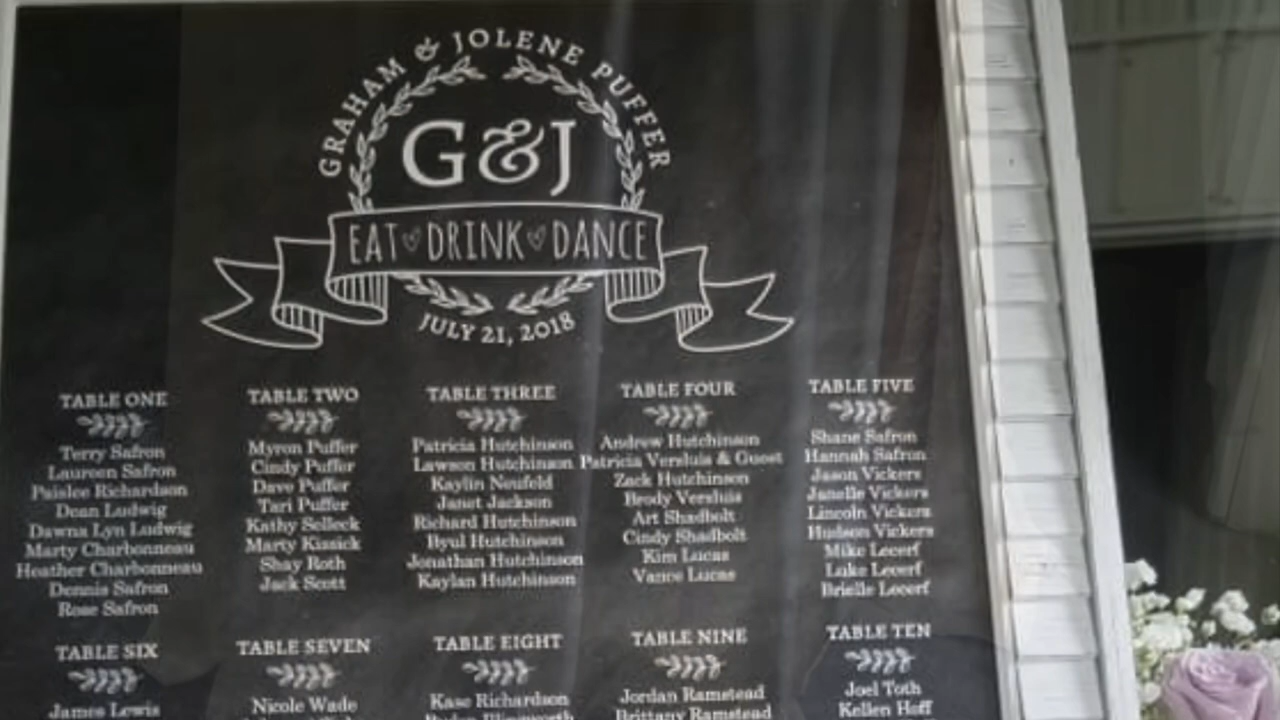 GRAHAM & JOLENE PUFFER
G&J
EAT DRINK DANCE
JULY 21, 2018
TABLE ONE
Terry Safron
Laureen Safron
Paislee Richardson
Dean Ludwig
Dawna Lyn Ludwig
Marty Charbonneau
Heather Charbonneau
Dennis Safron
Rose Safron
TABLE TWO
Myron Puffer
Cindy Puffer
Dave Puffer
Tari Puffer
Kathy Selleck
Marty Kissick
Shay Roth
Jack Scott
TABLE THREE
Patricia Hutchinson
Lawson Hutchinson
Kaylin Neufeld
Janet Jackson
Richard Hutchinson
Byul Hutchinson
Jonathan Hutchinson
Kaylan Hutchinson
TABLE FOUR
Andrew Hutchinson
Patricia Versluis & Guest
Zack Hutchinson
Brody Versluis
Art Shadbolt
Cindy Shadbolt
Kim Lucas
Vance Lucas
TABLE FIVE
Shane Safron
Hannah Safron
Jason Vickers
Janelle Vickers
Lincoln Vickers
Hudson Vickers
Mike Lecerf
Luke Lecerf
Brielle Lecerf
TABLE SIX
James Lewis
TABLE SEVEN
Nicole Wade
TABLE EIGHT
Kase Richardson
TABLE NINE
Jordan Ramstead
Brittany Ramstead
TABLE TEN
Joel Toth
Kellen Hoff